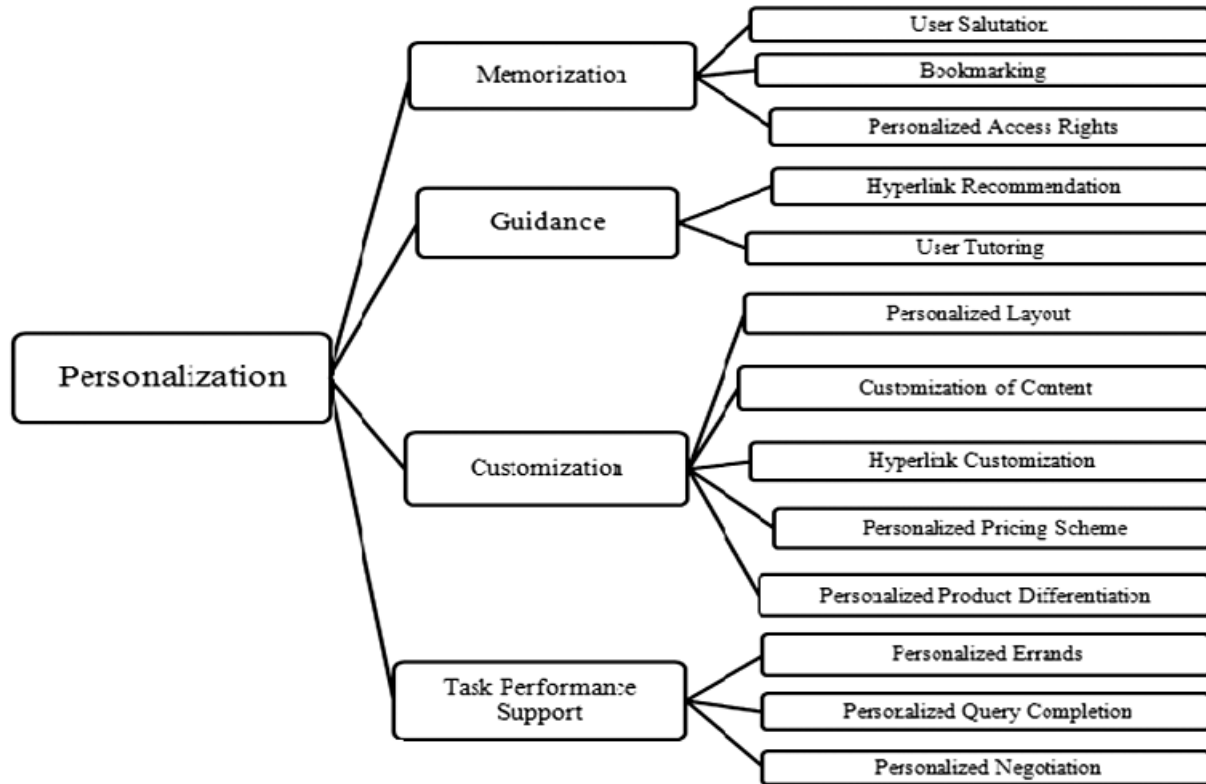 Personalization
Memorization
User Salutation
Bookmarking
Personalized Access Rights
Guidance
Hyperlink Recommendation
User Tutoring
Customization
Personalized Layout
Customization of Content
Hyperlink Customization
Personalized Pricing Scheme
Personalized Product Differentiation
Task Performance
Support
Personalized Errands
Personalized Query Completion
Personalized Negotiation